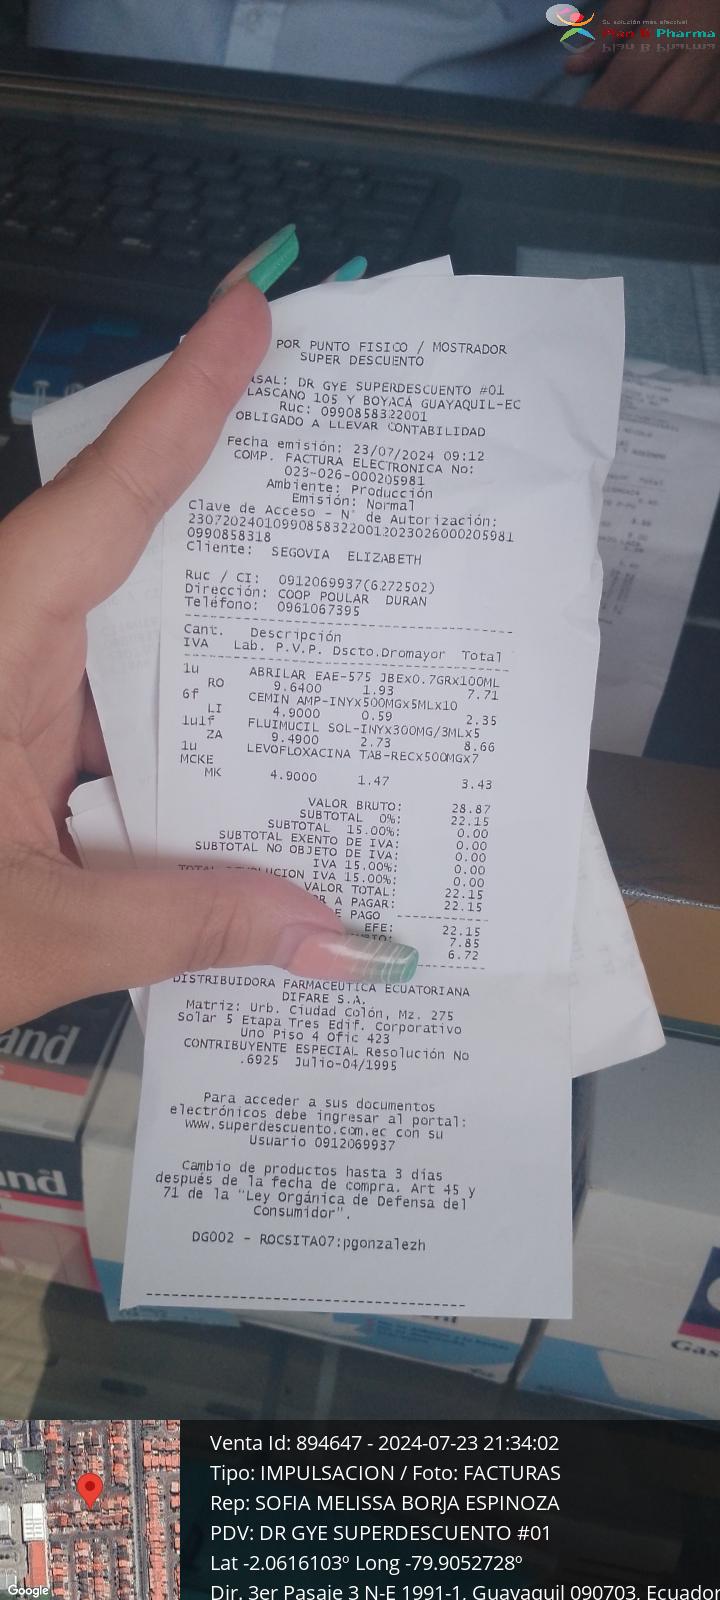 Su solución más efectiva!
Plan B Pharma
POR PUNTO FISICO / MOSTRADOR
SUPER DESCUENTO
DR GYE SUPERDESCUENTO #01
LASCANO 105 Y BOYACÁ GUAYAQUIL-EC
Ruc: 0990858322001
OBLIGADO A LLEVAR CONTABILIDAD
Fecha emisión: 23/07/2024 09:12
COMP. FACTURA ELECTRONICA No:
023-026-000205981
Ambiente: Producción
Emisión: Normal
Clave de Acceso - N° de Autorización:
230720240109908583220012023026000205981
0990858318
Cliente: SEGOVIA ELIZABETH
Ruc / CI: 0912069937(6272502)
Dirección: COOP POULAR DURAN
Teléfono: 0961067395
Cant. Descripción
IVA Lab. P.V.P. Dscto.Dromayor Total
1u ABRILAR EAE-575 JBEx0.7GRx100ML
RO 9.6400 1.93 7.71
6f CEMIN AMP-INYx500MGx5MLx10
LI 4.9000 0.59 2.35
1u1f FLUIMUCIL SOL-INYx300MG/3MLx5
ZA 9.4900 2.73 8.66
1u LEVOFLOXACINA TAB-RECx500MGx7
MCKE
MK 4.9000 1.47 3.43
VALOR BRUTO: 28.87
SUBTOTAL 0%: 22.15
SUBTOTAL 15.00%: 0.00
SUBTOTAL EXENTO DE IVA: 0.00
SUBTOTAL NO OBJETO DE IVA: 0.00
IVA 15.00%: 0.00
IVA 15.00%: 0.00
VALOR TOTAL: 22.15
A PAGAR: 22.15
PAGO
EFE: 22.15
7.85
6.72
DISTRIBUIDORA FARMACEUTICA ECUATORIANA
DIFARE S.A.
Matriz: Urb. Ciudad Colón, Mz. 275
Solar 5 Etapa Tres Edif. Corporativo
Uno Piso 4 Ofic 423
CONTRIBUYENTE ESPECIAL Resolución No
.6925 Julio-04/1995
Para acceder a sus documentos
electrónicos debe ingresar al portal:
www.superdescuento.com.ec con su
Usuario 0912069937
Cambio de productos hasta 3 días
después de la fecha de compra. Art 45 y
71 de la "Ley Orgánica de Defensa del
Consumidor".
DG002 - ROCSITA07:pgonzalezh
Venta Id: 894647 - 2024-07-23 21:34:02
Tipo: IMPULSACION / Foto: FACTURAS
Rep: SOFIA MELISSA BORJA ESPINOZA
PDV: DR GYE SUPERDESCUENTO #01
Lat -2.0616103º Long -79.9052728º
Dir. 3er Pasaje 3 N-E 1991-1, Guayaquil 090703, Ecuador
Google